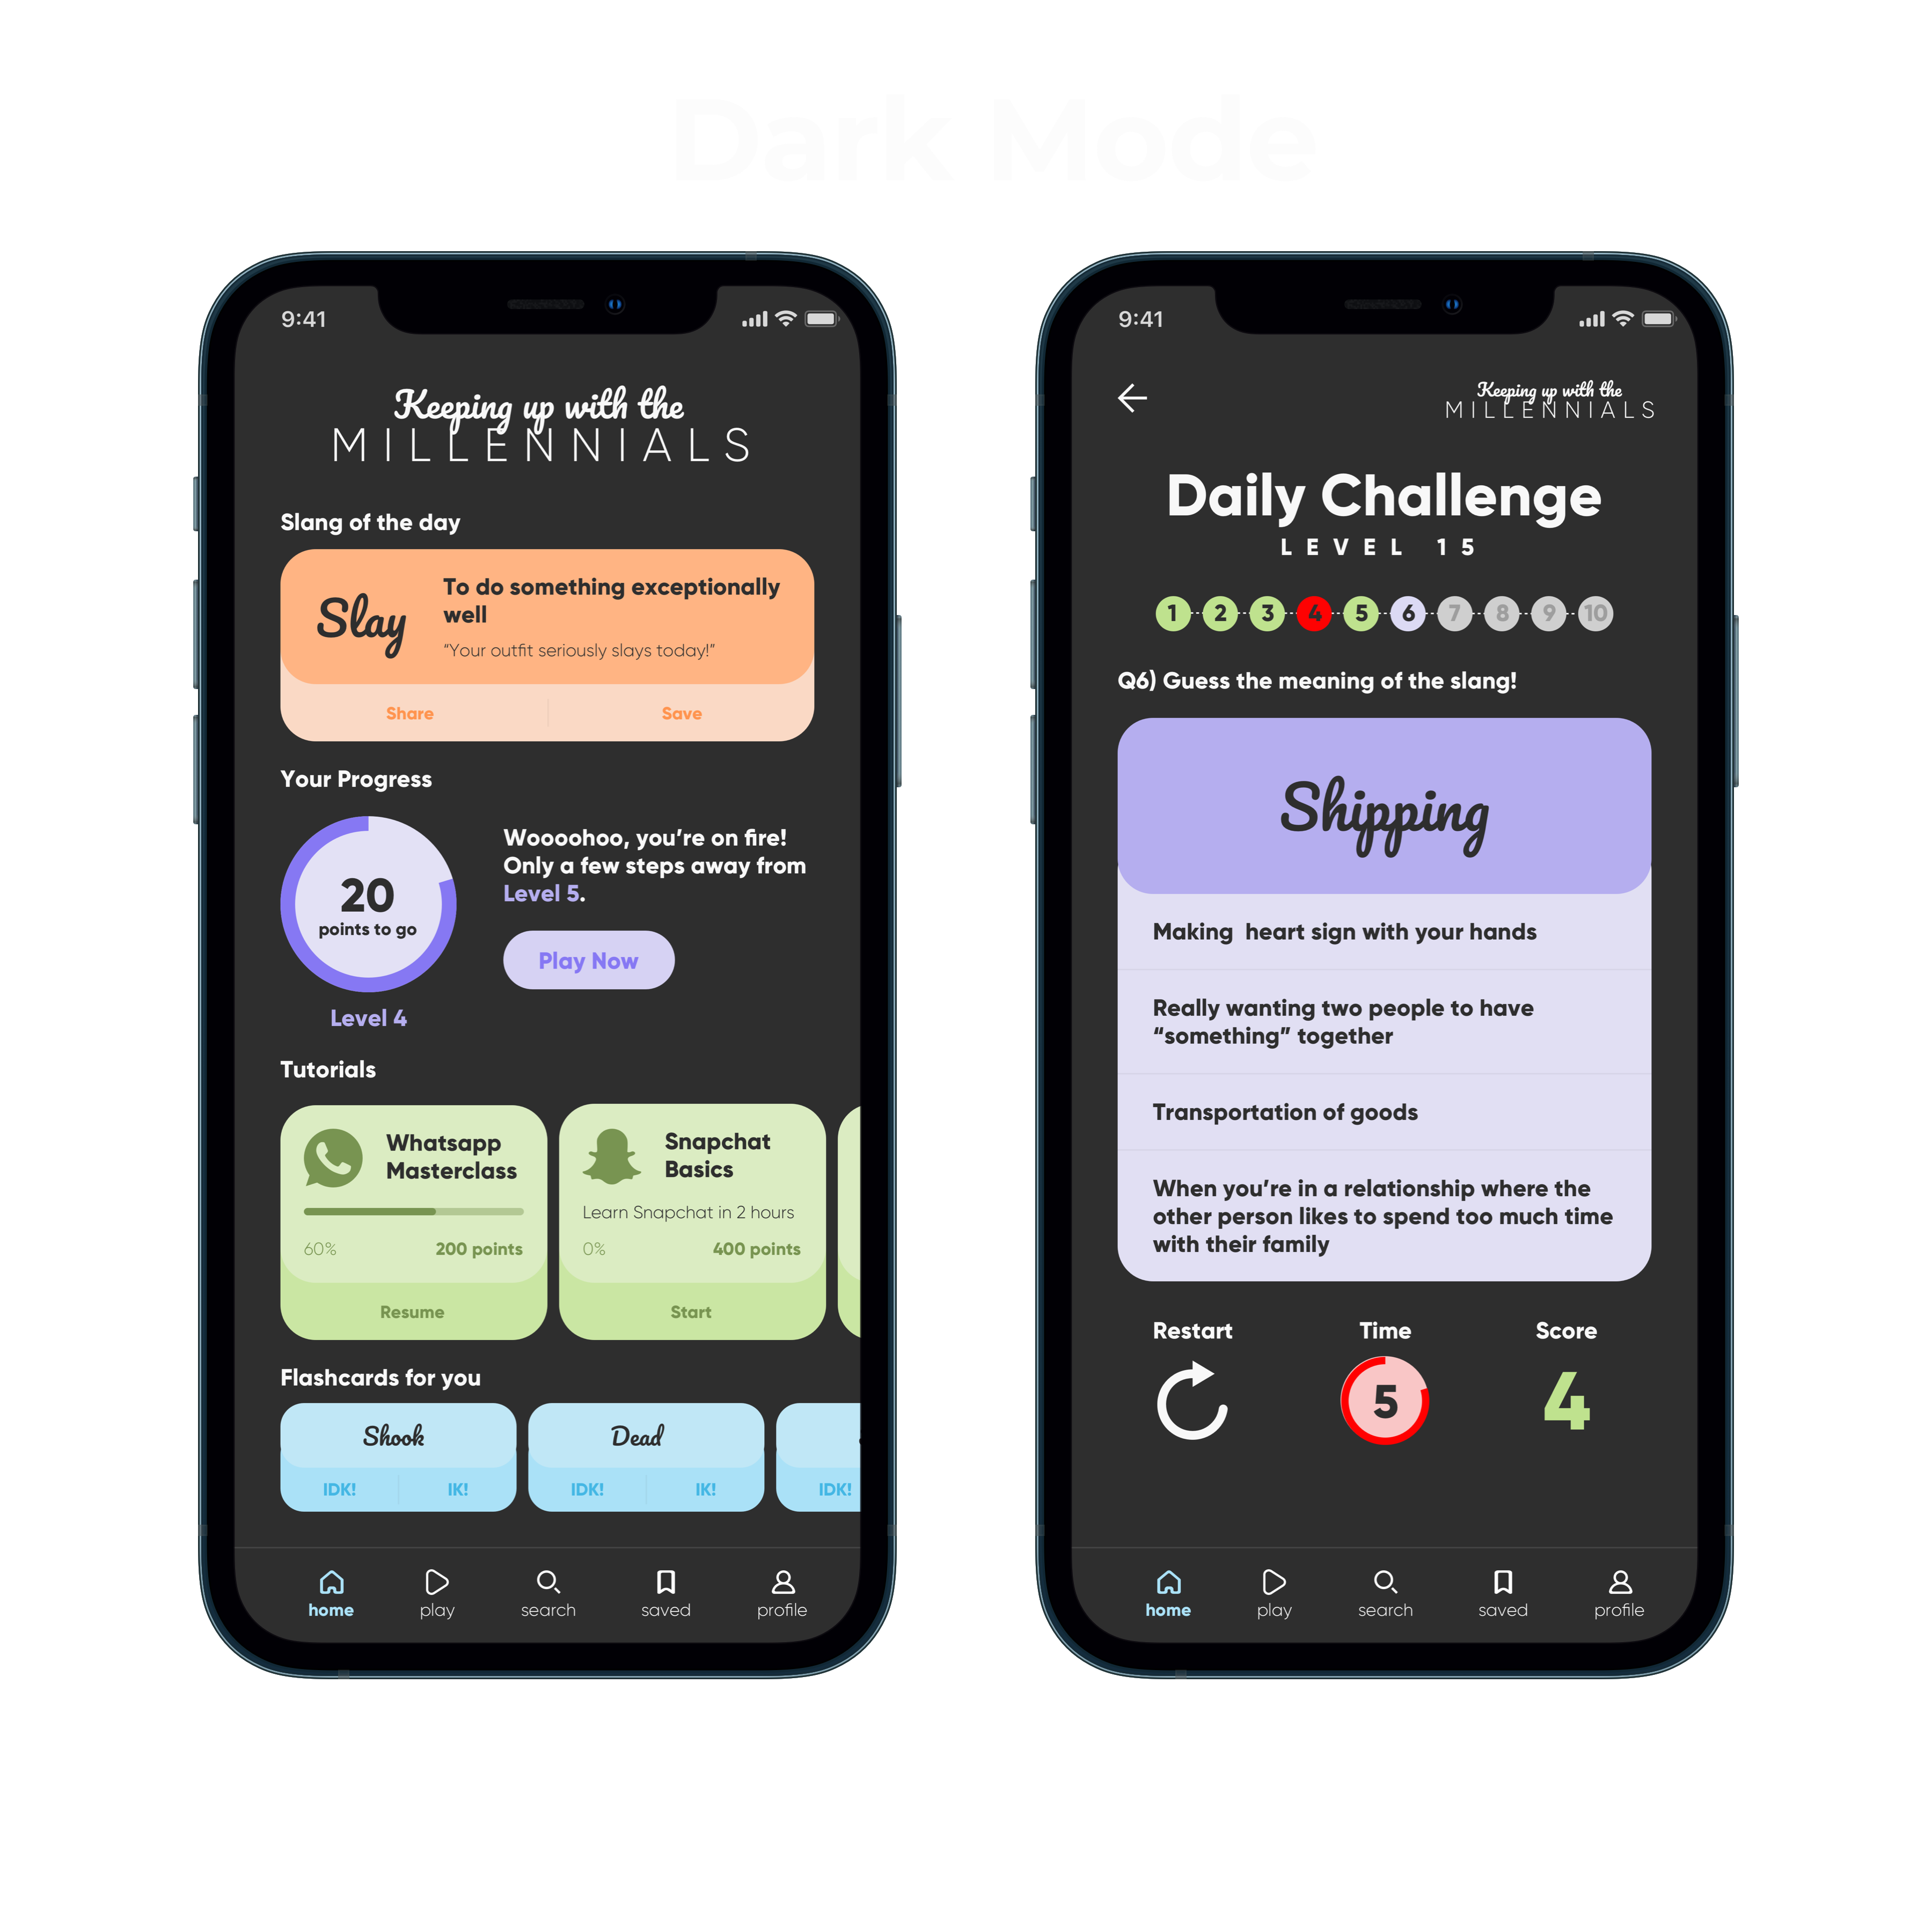 Dark Mode
9:41
Keeping up with the
MILLENNIALS
Slang of the day
Slay
To do something exceptionally
well
“Your outfit seriously slays today!”
Share
Save
Your Progress
20
points to go
Level 4
Woooohoo, you’re on fire!
Only a few steps away from
Level 5.
Play Now
Tutorials
Whatsapp
Masterclass
60%
200 points
Resume
Snapchat
Basics
Learn Snapchat in 2 hours
0%
400 points
Start
Flashcards for you
Shook
IDK!
IK!
Dead
IDK!
IK!
IDK!
home
play
search
saved
profile
9:41
Keeping up with the
MILLENNIALS
Daily Challenge
LEVEL 15
1 2 3 4 5 6 7 8 9 10
Q6) Guess the meaning of the slang!
Shipping
Making  heart sign with your hands
Really wanting two people to have
“something” together
Transportation of goods
When you’re in a relationship where the
other person likes to spend too much time
with their family
Restart
Time
5
Score
4
home
play
search
saved
profile